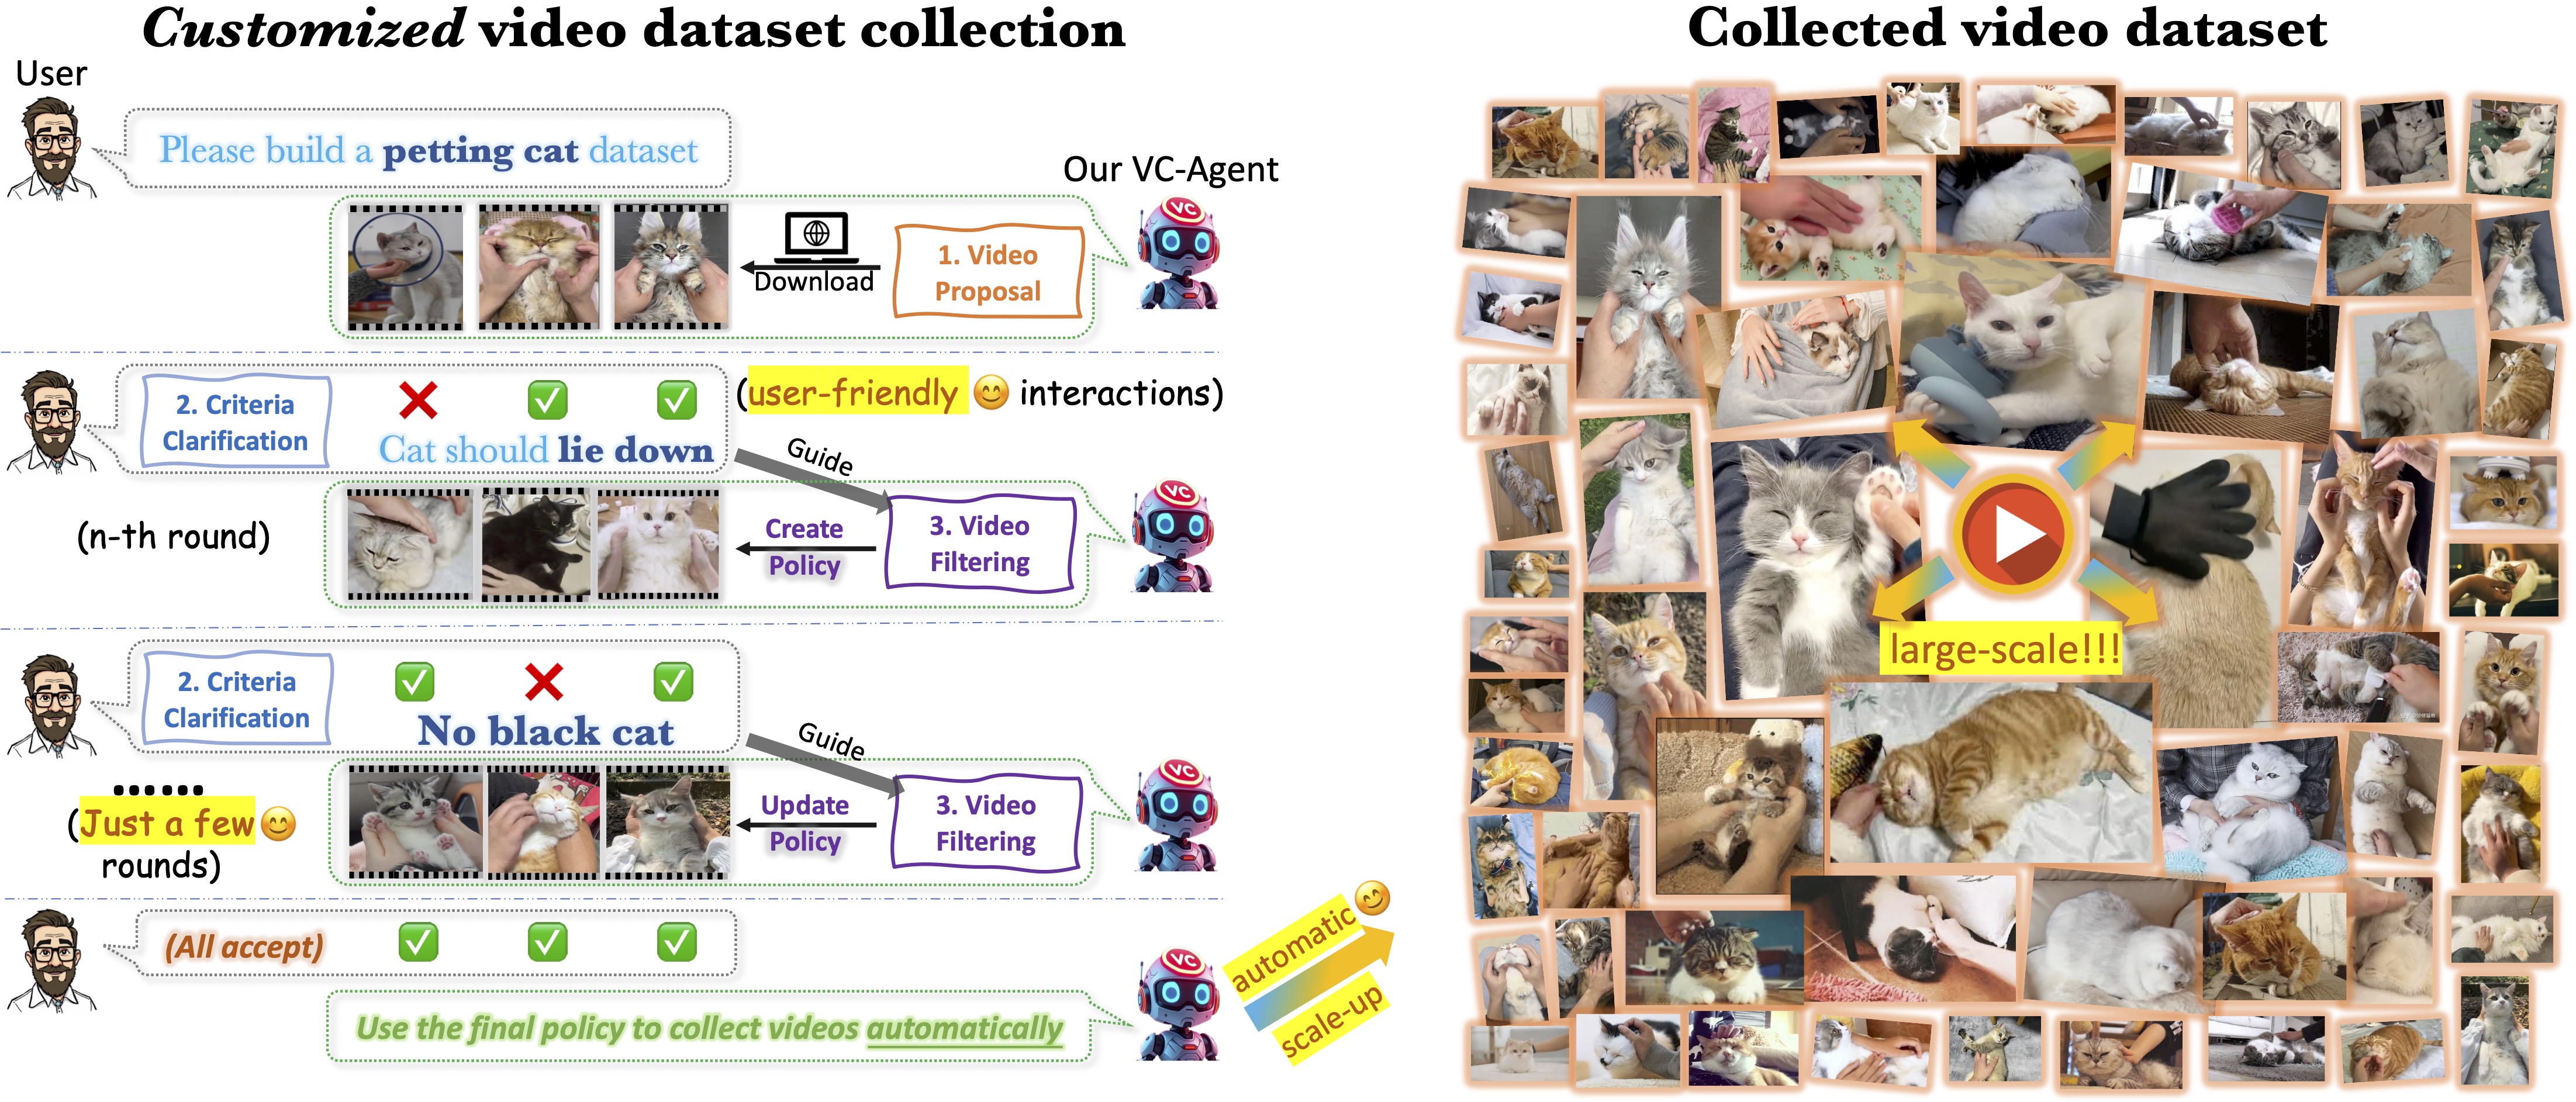 Customized video dataset collection
User
Please build a petting cat dataset
Our VC-Agent
VC
Download
1. Video
Proposal
2. Criteria
Clarification
Cat should lie down
(user-friendly 😊 interactions)
Guide
(n-th round)
Create
Policy
3. Video
Filtering
VC
2. Criteria
Clarification
No black cat
Guide
......
(Just a few 😊
rounds)
Update
Policy
3. Video
Filtering
VC
(All accept)
Use the final policy to collect videos automatically
VC
automatic 😊
scale-up
Collected video dataset
large-scale!!!